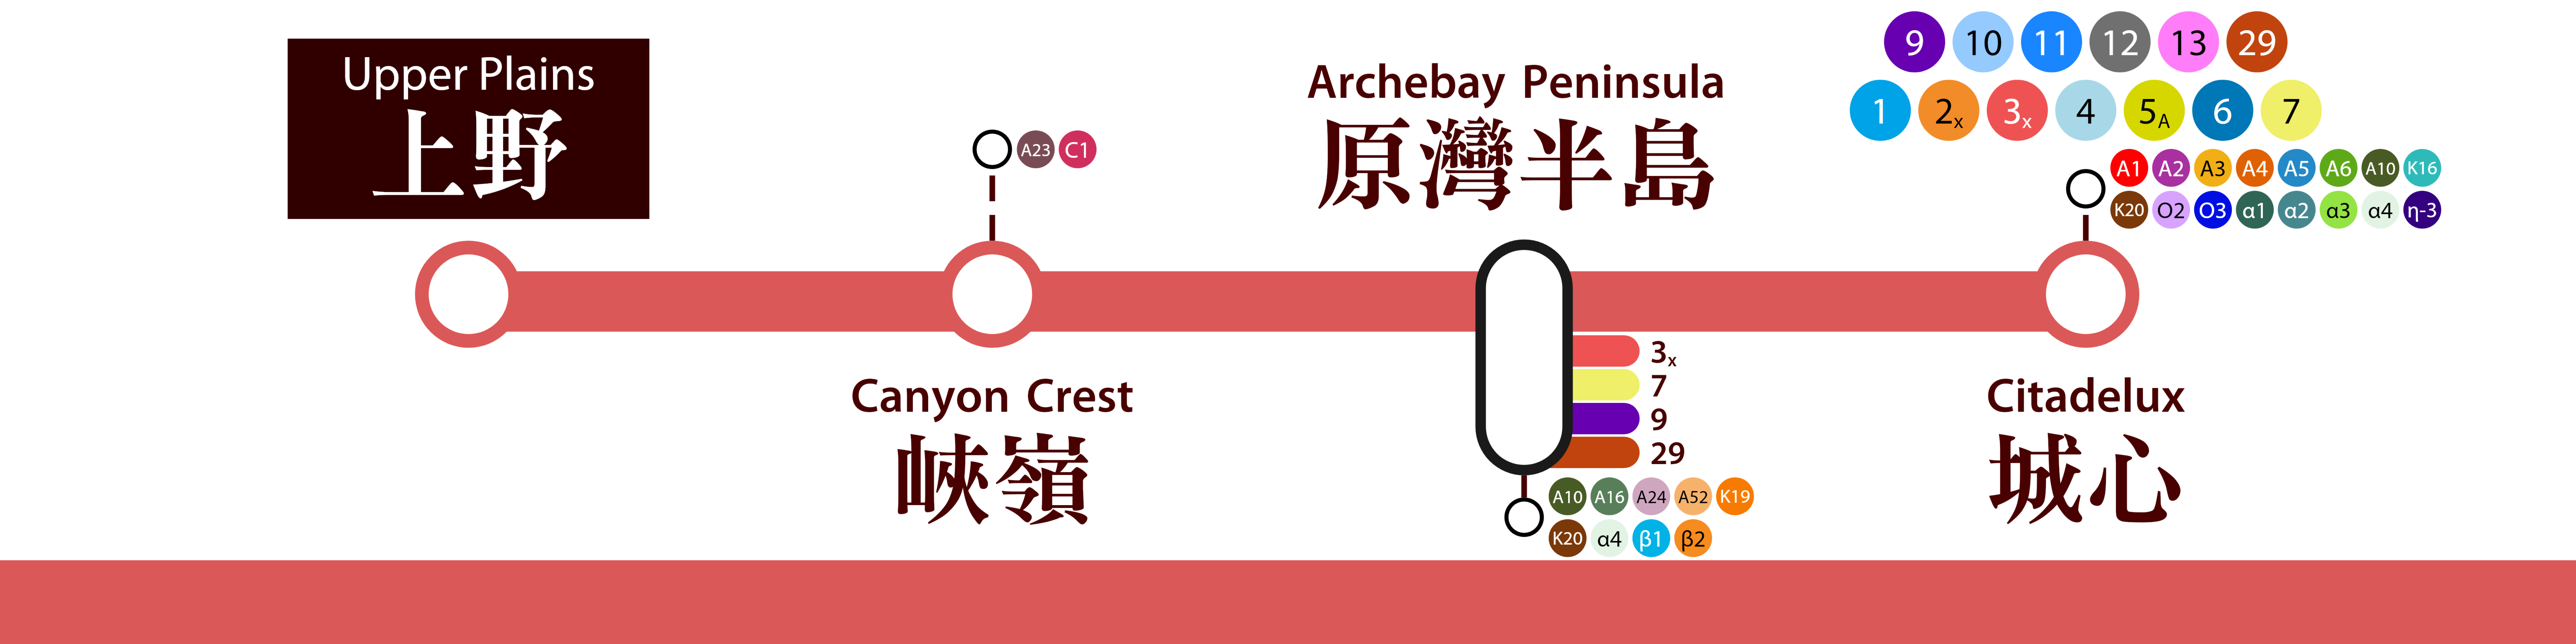 Upper Plains
上野
A23 C1
Canyon Crest
峽嶺
Archebay Peninsula
原灣半島
3x
7
9
29
A10 A16 A24 A52 K19
K20 α4 β1 β2
9 10 11 12 13 29
1 2x 3x 4 5A 6 7
A1 A2 A3 A4 A5 A6 A10 K16
K20 O2 O3 α1 α2 α3 α4 η-3
Citadelux
城心